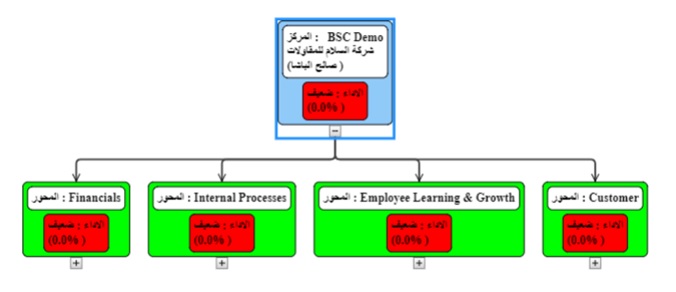 المركز : BSC Demo
شركة السلام للمقاولات
(صالح الباشا )
الاداء : ضعيف
(0.0% )
المحور : Financials
الاداء : ضعيف
(0.0% )
المحور : Internal Processes
الاداء : ضعيف
(0.0% )
المحور : Employee Learning & Growth
الاداء : ضعيف
(0.0% )
المحور : Customer
الاداء : ضعيف
(0.0% )